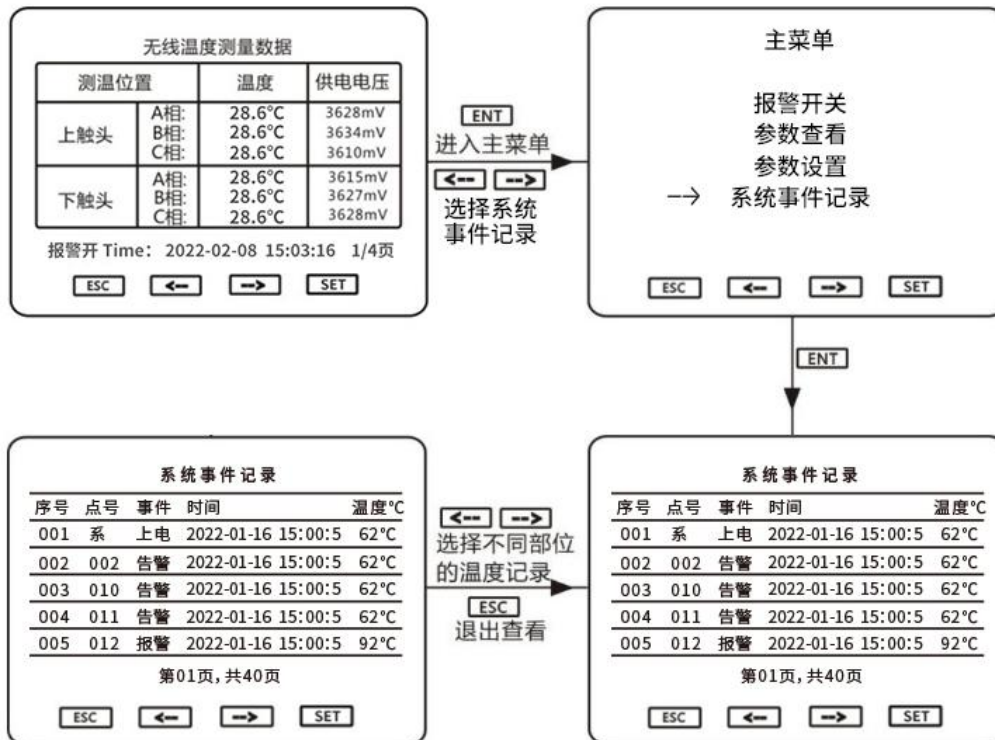 无线温度测量数据
测温位置 温度 供电电压
上触头 A相: 28.6°C 3628mV
B相: 28.6°C 3634mV
C相: 28.6°C 3610mV
下触头 A相: 28.6°C 3615mV
B相: 28.6°C 3627mV
C相: 28.6°C 3628mV
报警开 Time: 2022-02-08 15:03:16 1/4页
ESC <-- --> SET
ENT
进入主菜单
<-- -->
选择系统
事件记录
主菜单
报警开关
参数查看
参数设置
--> 系统事件记录
ESC <-- --> SET
ENT
系统事件记录
序号 点号 事件 时间 温度°C
001 系 上电 2022-01-16 15:00:5 62°C
002 002 告警 2022-01-16 15:00:5 62°C
003 010 告警 2022-01-16 15:00:5 62°C
004 011 告警 2022-01-16 15:00:5 62°C
005 012 报警 2022-01-16 15:00:5 92°C
第01页,共40页
ESC <-- --> SET
<-- -->
选择不同部位
的温度记录
ESC
退出查看
系统事件记录
序号 点号 事件 时间 温度°C
001 系 上电 2022-01-16 15:00:5 62°C
002 002 告警 2022-01-16 15:00:5 62°C
003 010 告警 2022-01-16 15:00:5 62°C
004 011 告警 2022-01-16 15:00:5 62°C
005 012 报警 2022-01-16 15:00:5 92°C
第01页,共40页
ESC <-- --> SET